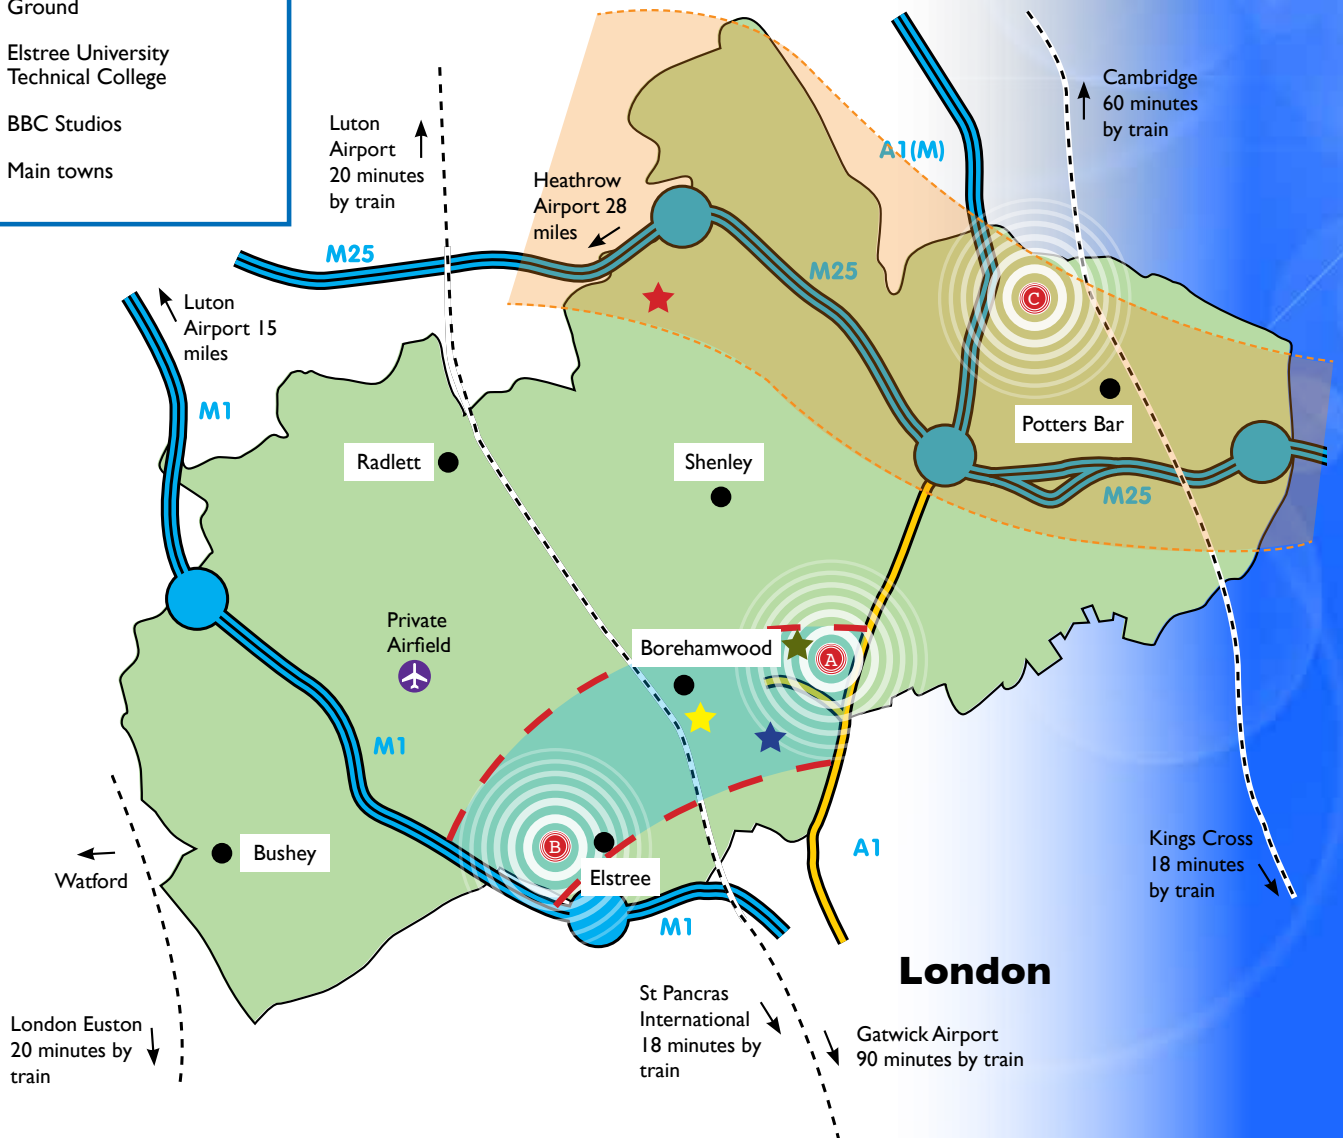 Ground
Elstree University
Technical College
BBC Studios
Main towns
Luton
Airport
20 minutes
by train
Heathrow
Airport 28
miles
A1(M)
Cambridge
60 minutes
by train
M25
M25
Luton
Airport 15
miles
C
M1
Potters Bar
Radlett
Shenley
M25
Private
Airfield
Borehamwood
A
M1
B
Elstree
Bushey
Watford
A1
Kings Cross
18 minutes
by train
M1
London
St Pancras
International
18 minutes by
train
Gatwick Airport
90 minutes by train
London Euston
20 minutes by
train